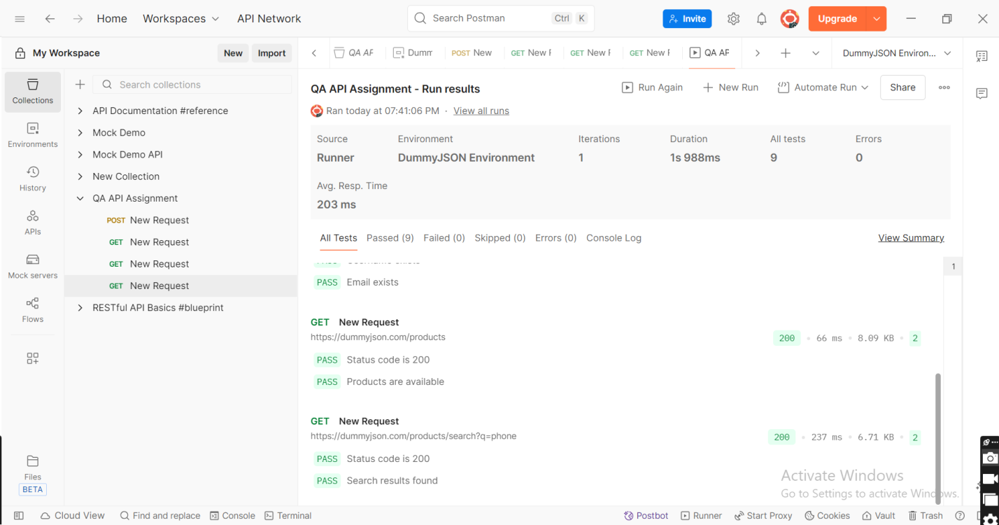 Home Workspaces API Network Search Postman Ctrl K Invite Upgrade
My Workspace New Import
QA AF Dumm POST New GET New F GET New F GET New F QA AF DummyJSON Environ...
Collections
Environments
History
APIs
Mock servers
Flows
Files
BETA
Search collections
API Documentation #reference
Mock Demo
Mock Demo API
New Collection
QA API Assignment
POST New Request
GET New Request
GET New Request
GET New Request
RESTful API Basics #blueprint
QA API Assignment - Run results Run Again New Run Automate Run Share
Ran today at 07:41:06 PM · View all runs
Source Environment Iterations Duration All tests Errors
Runner DummyJSON Environment 1 1s 988ms 9 0
Avg. Resp. Time
203 ms
All Tests Passed (9) Failed (0) Skipped (0) Errors (0) Console Log View Summary
1
PASS Email exists
GET New Request
https://dummyjson.com/products 200 • 66 ms • 8.09 KB • 2
PASS Status code is 200
PASS Products are available
GET New Request
https://dummyjson.com/products/search?q=phone 200 • 237 ms • 6.71 KB • 2
PASS Status code is 200
PASS Search results found
Activate Windows
Go to Settings to activate Windows.
Cloud View Find and replace Console Terminal Postbot Runner Start Proxy Cookies Vault Trash